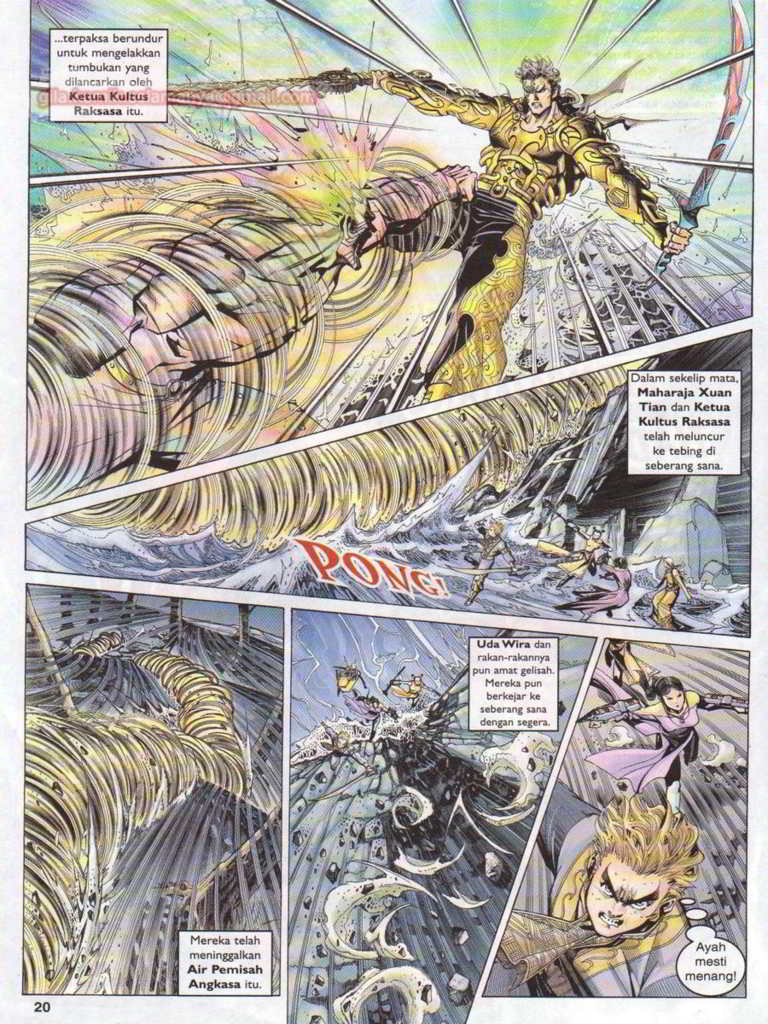 ...terpaksa berundur
untuk mengelakkan
tumbukan yang
dilancarkan oleh
Ketua Kultus
Raksasa itu.
Dalam sekelip mata,
Maharaja Xuan
Tian dan Ketua
Kultus Raksasa
telah meluncur
ke tebing di
seberang sana.
PONG!
Mereka telah
meninggalkan
Air Pemisah
Angkasa itu.
Uda Wira dan
rakan-rakannya
pun amat gelisah.
Mereka pun
berkejar ke
seberang sana
dengan segera.
Ayah
mesti
menang!
20